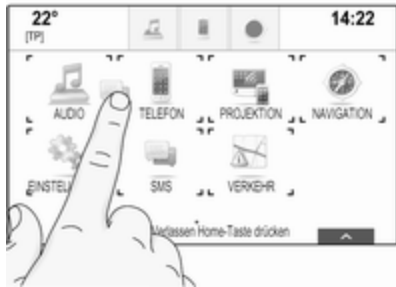 22° 14:22
[TP]
AUDIO TELEFON PROJEKTION NAVIGATION
EINSTEL SMS VERKEHR
Verlassen Home-Taste drücken